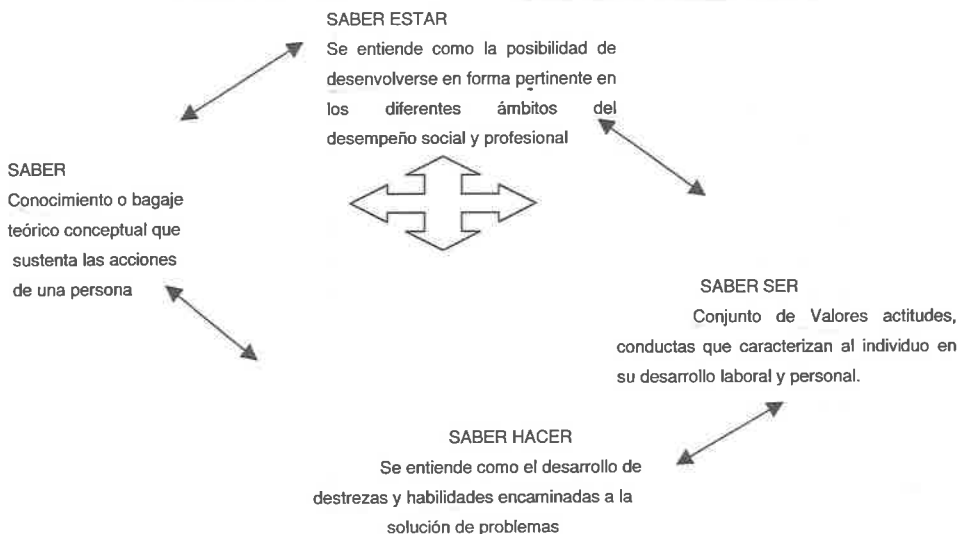 SABER ESTAR
Se entiende como la posibilidad de
desenvolverse en forma pertinente en
los diferentes ámbitos del
desempeño social y profesional
SABER
Conocimiento o bagaje
teórico conceptual que
sustenta las acciones
de una persona
SABER SER
Conjunto de Valores actitudes,
conductas que caracterizan al individuo en
su desarrollo laboral y personal.
SABER HACER
Se entiende como el desarrollo de
destrezas y habilidades encaminadas a la
solución de problemas